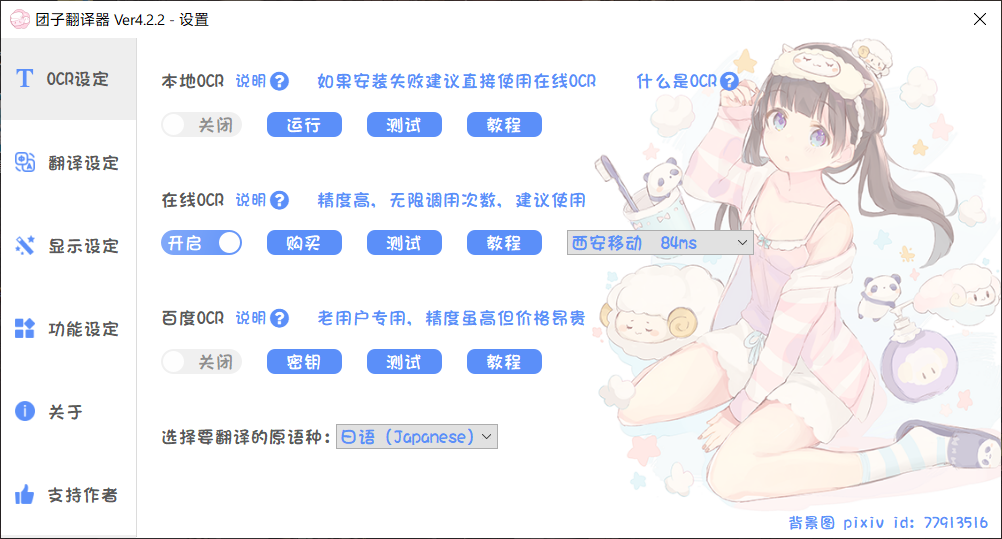 团子翻译器 Ver4.2.2 - 设置
T OCR设定
翻译设定
显示设定
功能设定
关于
支持作者
本地OCR 说明 ? 如果安装失败建议直接使用在线OCR 什么是OCR ?
关闭 运行 测试 教程
在线OCR 说明 ? 精度高, 无限调用次数, 建议使用
开启 购买 测试 教程 西安移动 84ms
百度OCR 说明 ? 老用户专用, 精度虽高但价格昂贵
关闭 密钥 测试 教程
选择要翻译的原语种: 日语 (Japanese)
背景图 pixiv id: 77913516